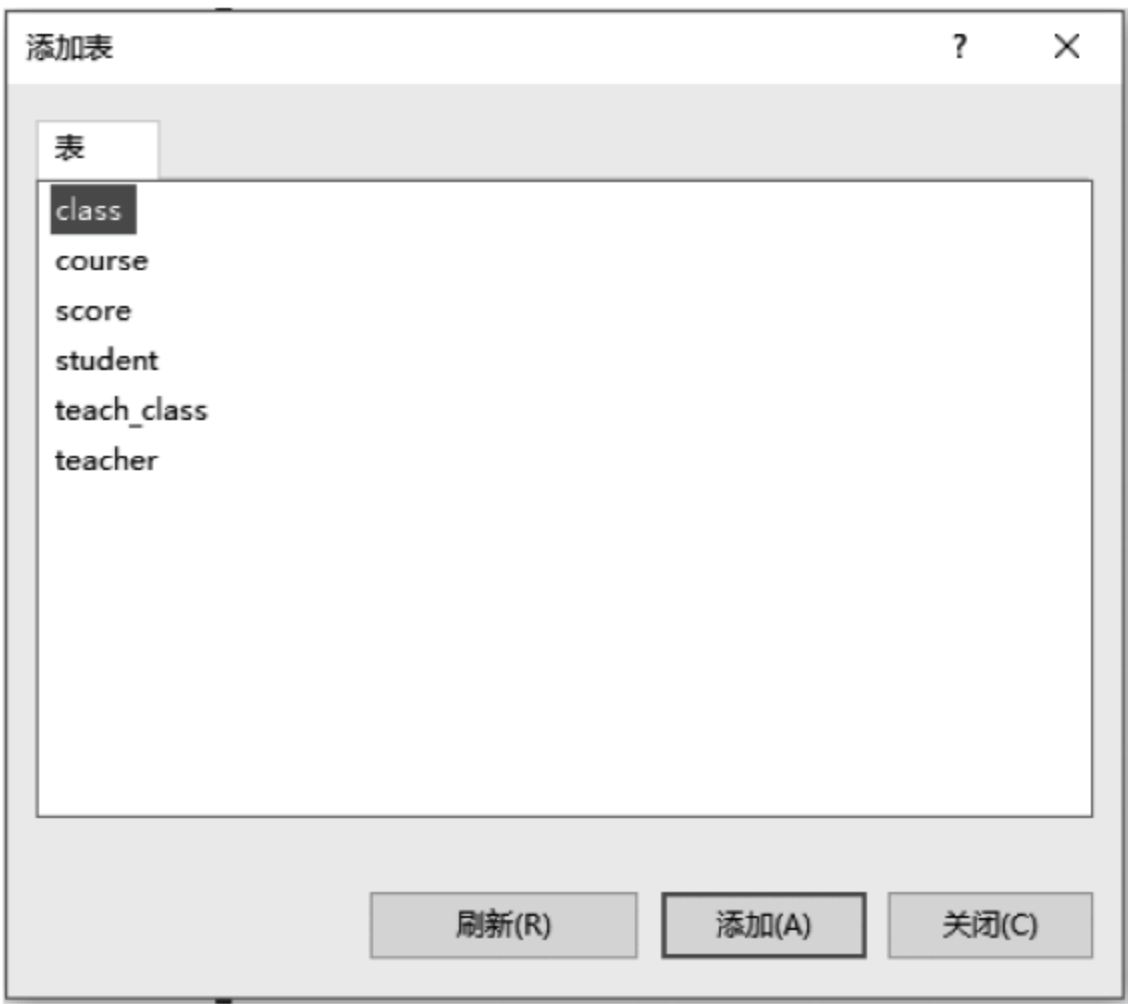 添加表 ?
表
class
course
score
student
teach_class
teacher
刷新(R) 添加(A) 关闭(C)